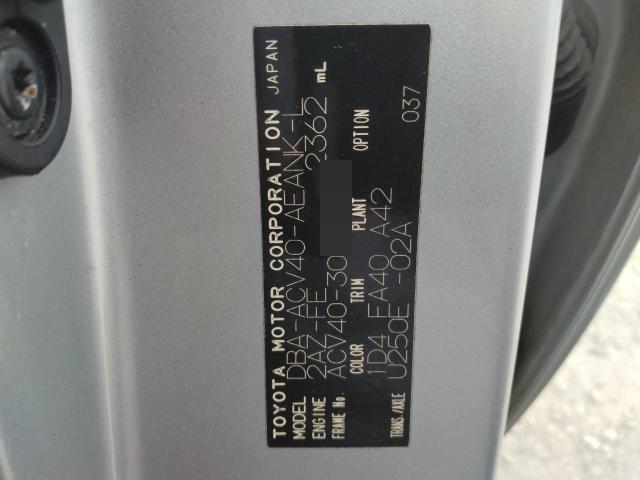 TOYOTA MOTOR CORPORATION JAPAN
MODEL DBA-ACV40-AEANK-L
ENGINE 2AZ-FE 2362 mL
FRAME No. ACV40-30
COLOR TRIM PLANT OPTION
1D4 FA40 A42 037
TRANS./AXLE U250E -02A